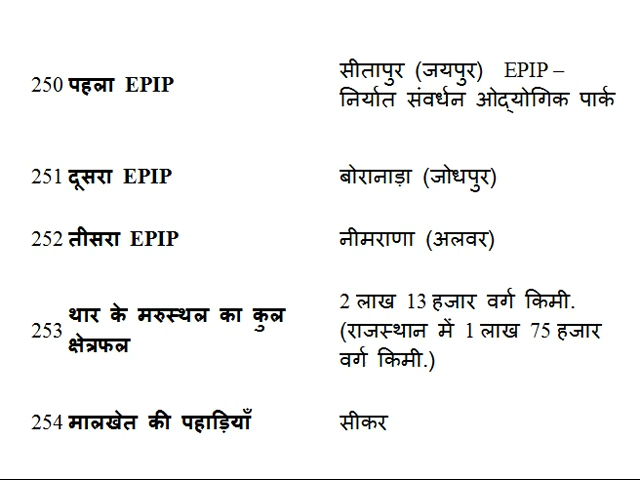 250 पहला EPIP
सीतापुर (जयपुर) EPIP –
निर्यात संवर्धन ओद्योगिक पार्क
251 दूसरा EPIP
बोरानाड़ा (जोधपुर)
252 तीसरा EPIP
नीमराणा (अलवर)
253
थार के मरुस्थल का कुल
क्षेत्रफल
2 लाख 13 हजार वर्ग किमी.
(राजस्थान में 1 लाख 75 हजार
वर्ग किमी.)
254 मालखेत की पहाड़ियाँ
सीकर